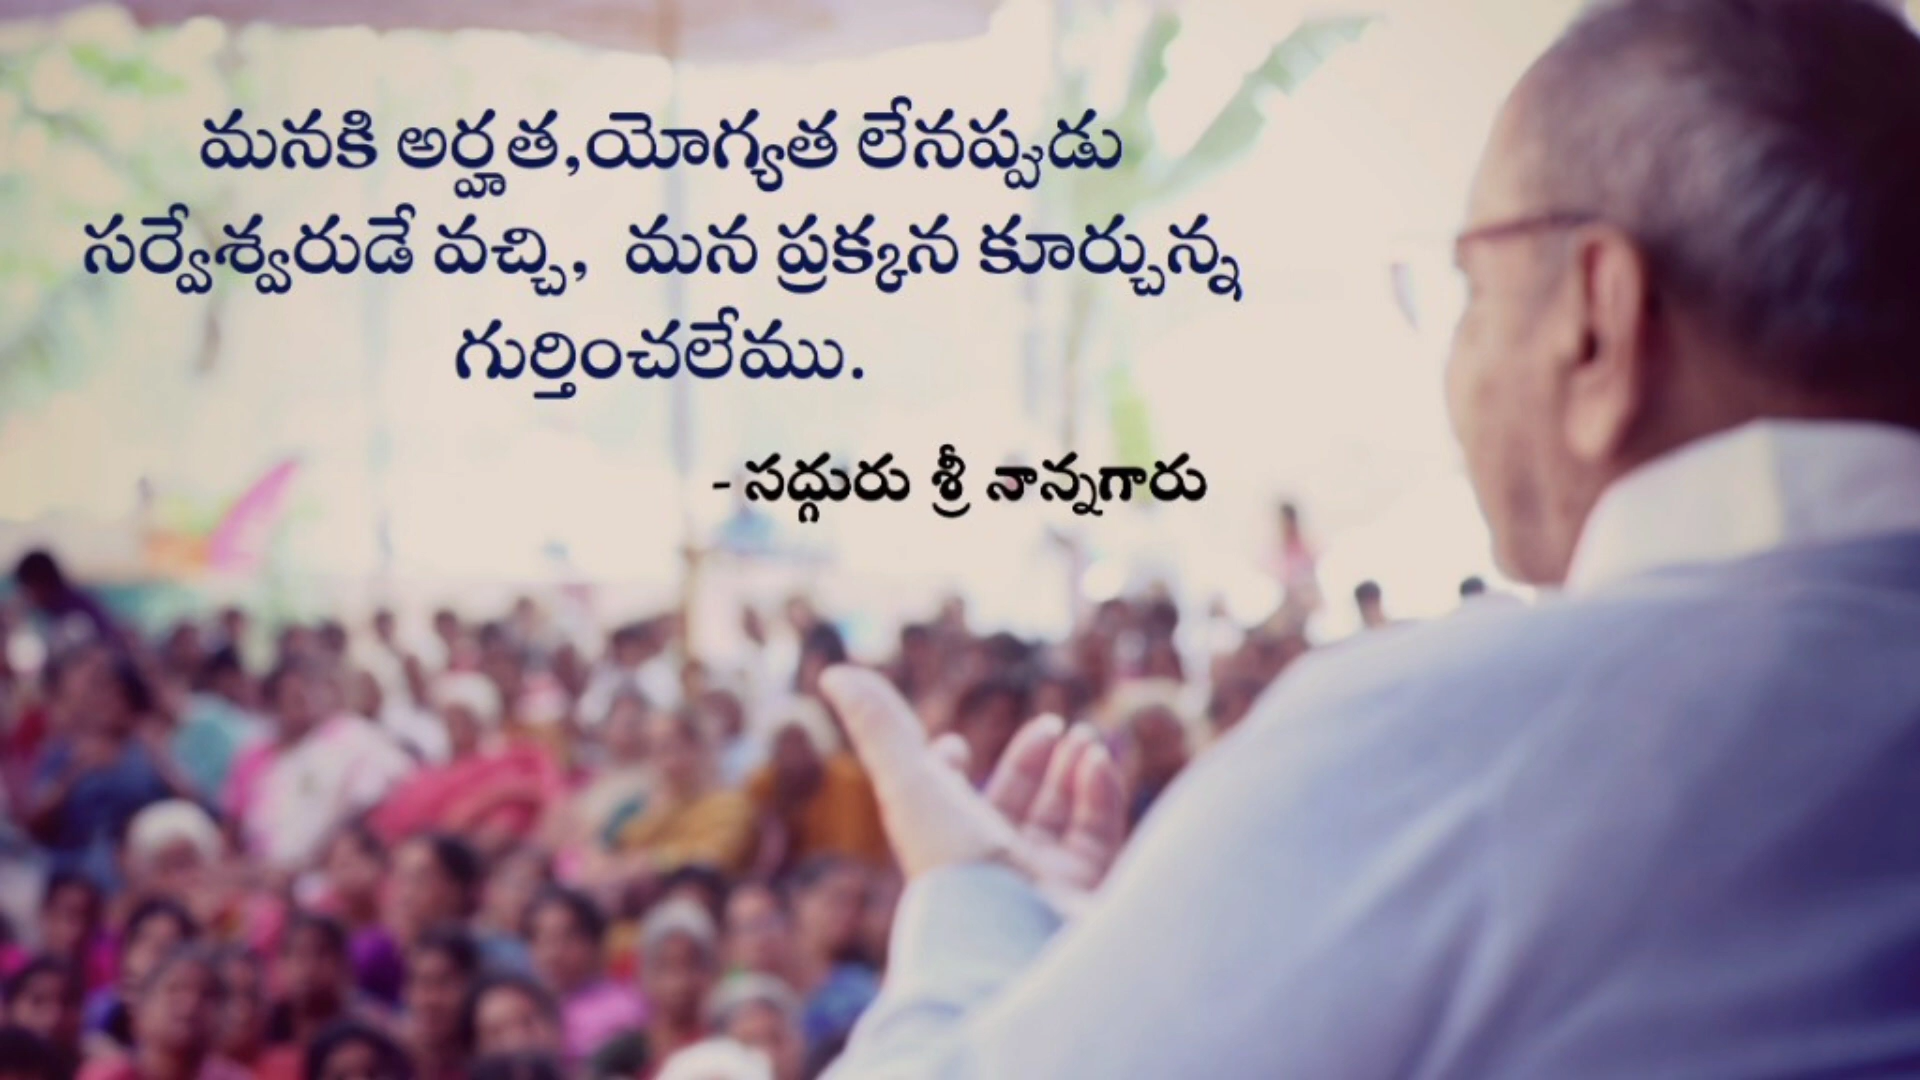 మనకి అర్హత,యోగ్యత లేనప్పుడు
సర్వేశ్వరుడే వచ్చి, మన ప్రక్కన కూర్చున్న
గుర్తించలేము.
- సద్గురు శ్రీ నాన్నగారు